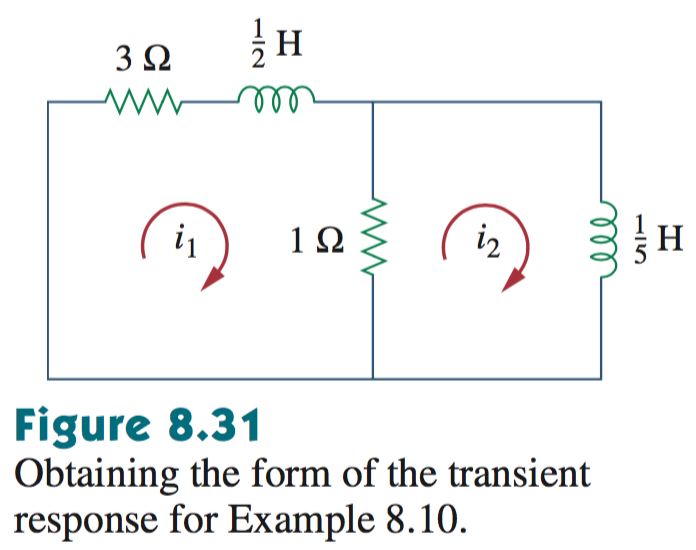 3 Ω
1/2 H
i1
1 Ω
i2
1/5 H
Figure 8.31
Obtaining the form of the transient
response for Example 8.10.